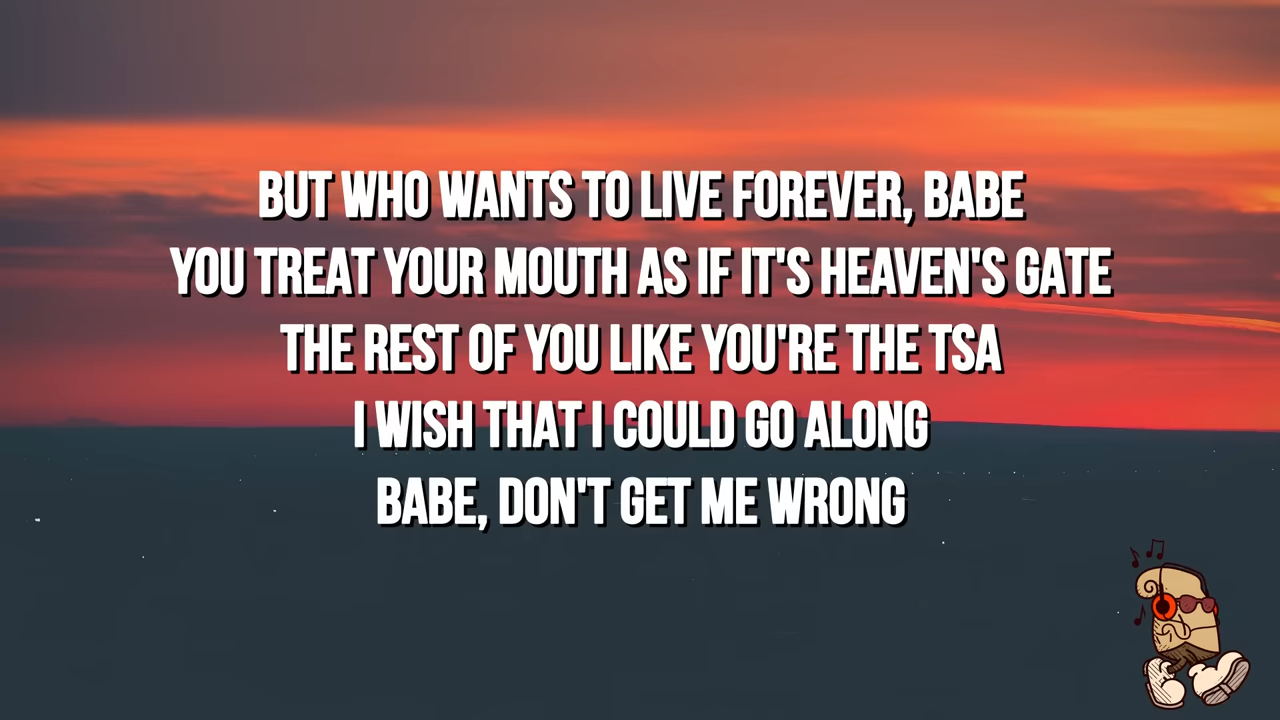 BUT WHO WANTS TO LIVE FOREVER, BABE
YOU TREAT YOUR MOUTH AS IF IT'S HEAVEN'S GATE
THE REST OF YOU LIKE YOU'RE THE TSA
I WISH THAT I COULD GO ALONG
BABE, DON'T GET ME WRONG